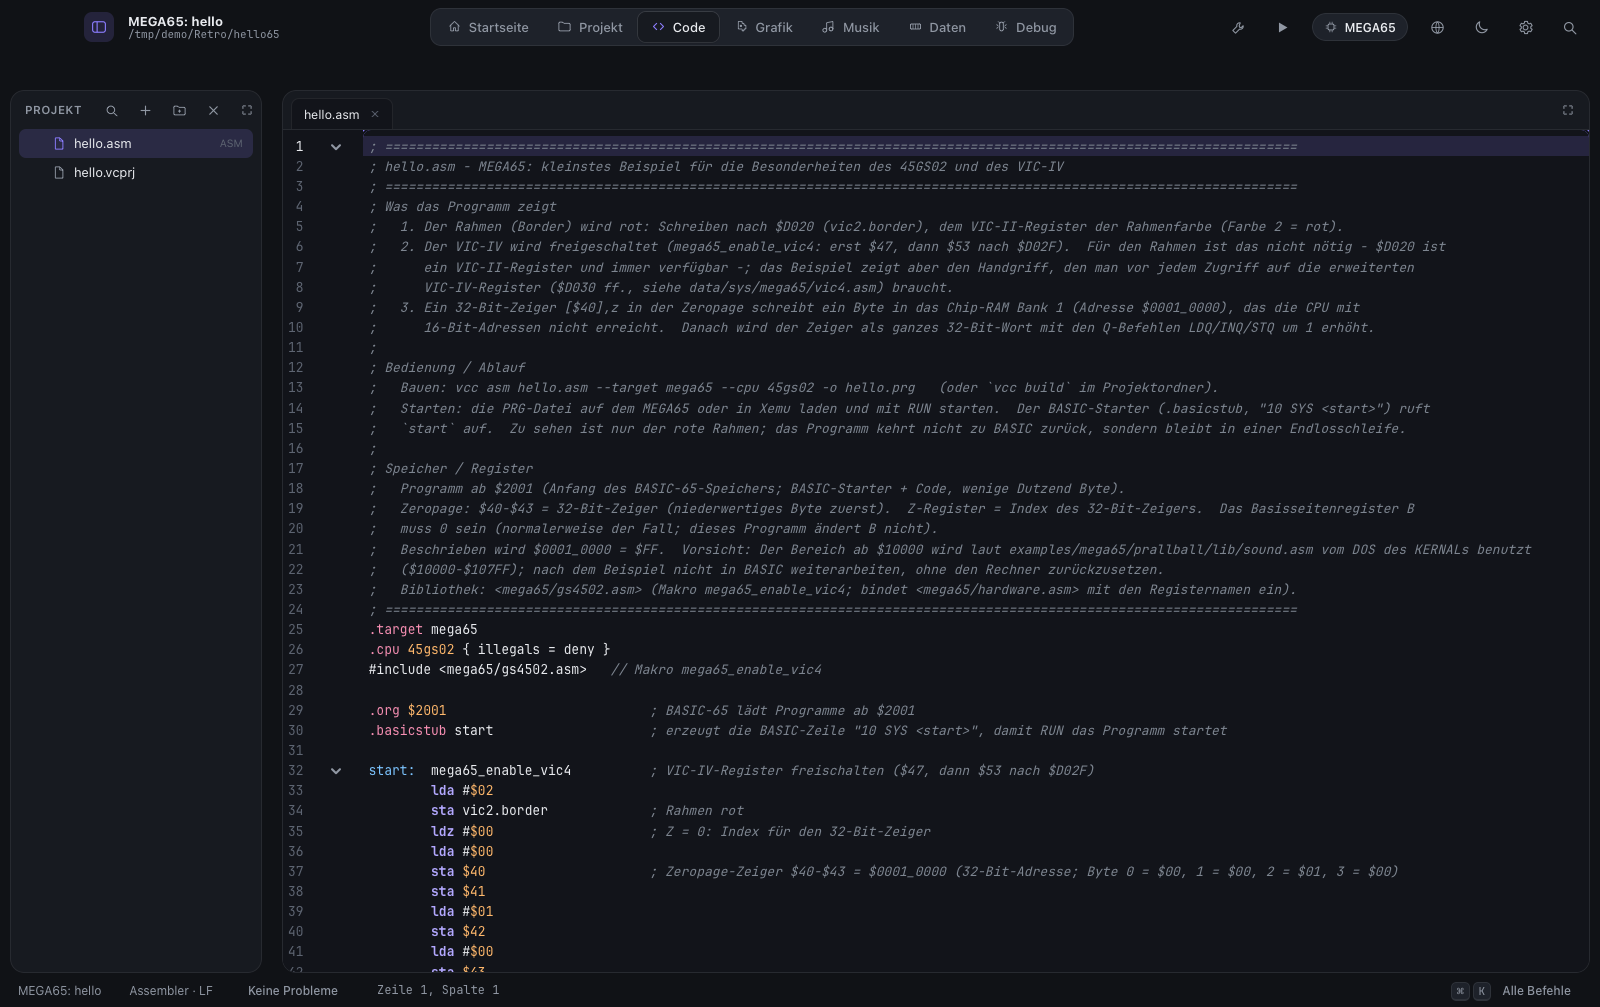 MEGA65: hello
/tmp/demo/Retro/hello65
Startseite
Projekt
Code
Grafik
Musik
Daten
Debug
MEGA65
PROJEKT
hello.asm ASM
hello.vcprj
hello.asm ×
1 ; =====================================================================================================================
2 ; hello.asm - MEGA65: kleinstes Beispiel für die Besonderheiten des 45GS02 und des VIC-IV
3 ; =====================================================================================================================
4 ; Was das Programm zeigt
5 ;   1. Der Rahmen (Border) wird rot: Schreiben nach $D020 (vic2.border), dem VIC-II-Register der Rahmenfarbe (Farbe 2 = rot).
6 ;   2. Der VIC-IV wird freigeschaltet (mega65_enable_vic4: erst $47, dann $53 nach $D02F).  Für den Rahmen ist das nicht nötig - $D020 ist
7 ;      ein VIC-II-Register und immer verfügbar -; das Beispiel zeigt aber den Handgriff, den man vor jedem Zugriff auf die erweiterten
8 ;      VIC-IV-Register ($D030 ff., siehe data/sys/mega65/vic4.asm) braucht.
9 ;   3. Ein 32-Bit-Zeiger [$40],z in der Zeropage schreibt ein Byte in das Chip-RAM Bank 1 (Adresse $0001_0000), das die CPU mit
10 ;      16-Bit-Adressen nicht erreicht.  Danach wird der Zeiger als ganzes 32-Bit-Wort mit den Q-Befehlen LDQ/INQ/STQ um 1 erhöht.
11 ;
12 ; Bedienung / Ablauf
13 ;   Bauen: vcc asm hello.asm --target mega65 --cpu 45gs02 -o hello.prg   (oder `vcc build` im Projektordner).
14 ;   Starten: die PRG-Datei auf dem MEGA65 oder in Xemu laden und mit RUN starten.  Der BASIC-Starter (.basicstub, "10 SYS <start>") ruft
15 ;   `start` auf.  Zu sehen ist nur der rote Rahmen; das Programm kehrt nicht zu BASIC zurück, sondern bleibt in einer Endlosschleife.
16 ;
17 ; Speicher / Register
18 ;   Programm ab $2001 (Anfang des BASIC-65-Speichers; BASIC-Starter + Code, wenige Dutzend Byte).
19 ;   Zeropage: $40-$43 = 32-Bit-Zeiger (niederwertiges Byte zuerst).  Z-Register = Index des 32-Bit-Zeigers.  Das Basisseitenregister B
20 ;   muss 0 sein (normalerweise der Fall; dieses Programm ändert B nicht).
21 ;   Beschrieben wird $0001_0000 = $FF.  Vorsicht: Der Bereich ab $10000 wird laut examples/mega65/prallball/lib/sound.asm vom DOS des KERNALs benutzt
22 ;   ($10000-$107FF); nach dem Beispiel nicht in BASIC weiterarbeiten, ohne den Rechner zurückzusetzen.
23 ;   Bibliothek: <mega65/gs4502.asm> (Makro mega65_enable_vic4; bindet <mega65/hardware.asm> mit den Registernamen ein).
24 ; =====================================================================================================================
25 .target mega65
26 .cpu 45gs02 { illegals = deny }
27 #include <mega65/gs4502.asm>   // Makro mega65_enable_vic4
28
29 .org $2001                          ; BASIC-65 lädt Programme ab $2001
30 .basicstub start                    ; erzeugt die BASIC-Zeile "10 SYS <start>", damit RUN das Programm startet
31
32 start:  mega65_enable_vic4          ; VIC-IV-Register freischalten ($47, dann $53 nach $D02F)
33         lda #$02
34         sta vic2.border             ; Rahmen rot
35         ldz #$00                    ; Z = 0: Index für den 32-Bit-Zeiger
36         lda #$00
37         sta $40                     ; Zeropage-Zeiger $40-$43 = $0001_0000 (32-Bit-Adresse; Byte 0 = $00, 1 = $00, 2 = $01, 3 = $00)
38         sta $41
39         lda #$01
40         sta $42
41         lda #$00
42         sta $43
MEGA65: hello
Assembler · LF
Keine Probleme
Zeile 1, Spalte 1
⌘ K Alle Befehle